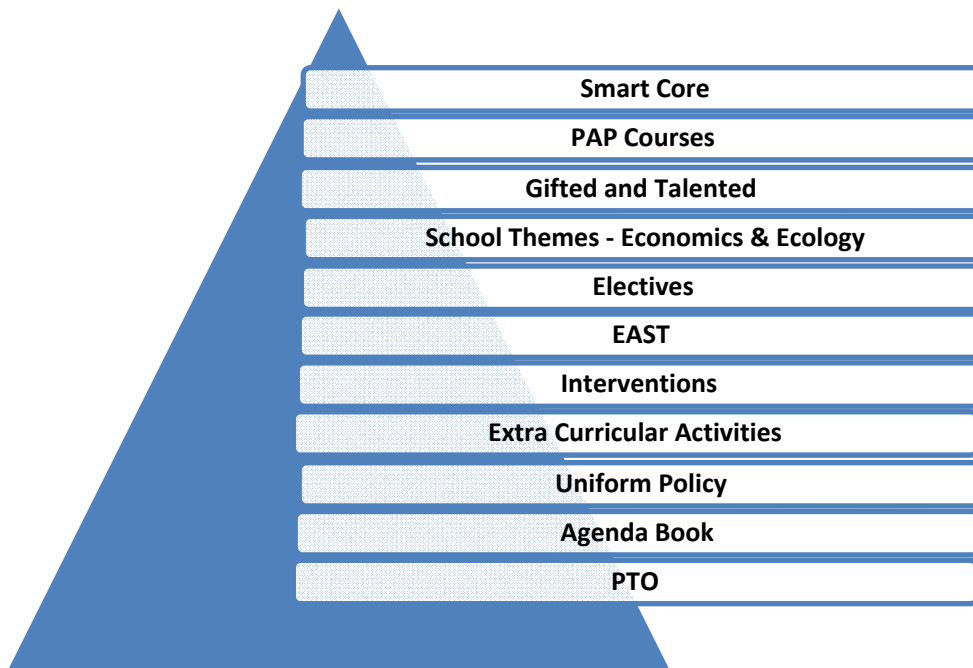 Smart Core
PAP Courses
Gifted and Talented
School Themes - Economics & Ecology
Electives
EAST
Interventions
Extra Curricular Activities
Uniform Policy
Agenda Book
PTO